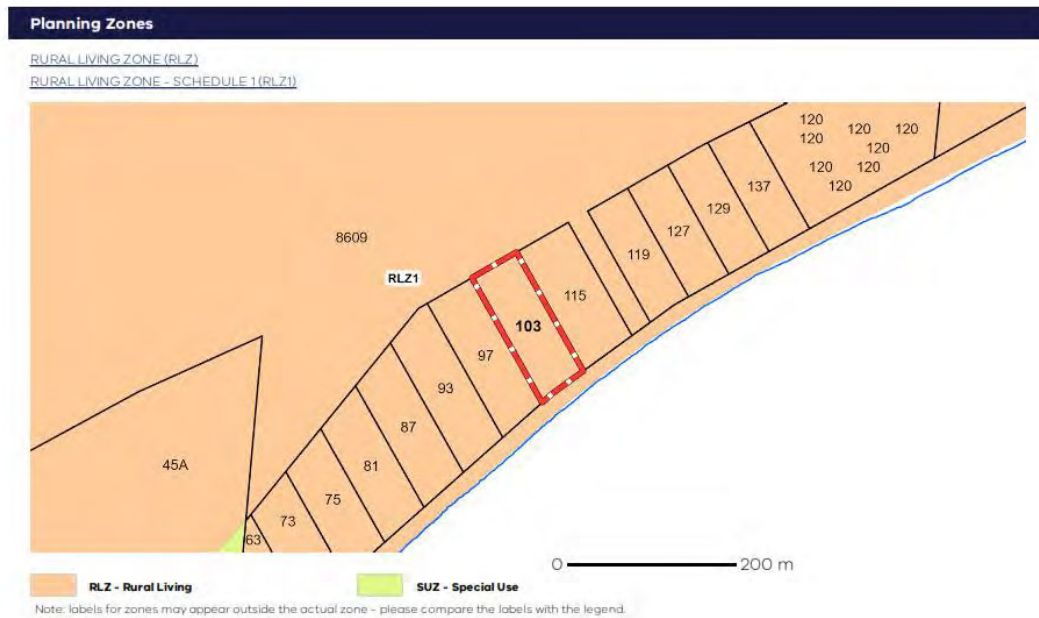 Planning Zones
RURAL LIVING ZONE (RLZ)
RURAL LIVING ZONE - SCHEDULE 1 (RLZ1)
120
120 120 120
120
120 120
120
137
129
127
119
8609
RLZ1
115
103
97
93
87
81
75
73
63
45A
0 200 m
RLZ - Rural Living SUZ - Special Use
Note: labels for zones may appear outside the actual zone - please compare the labels with the legend.